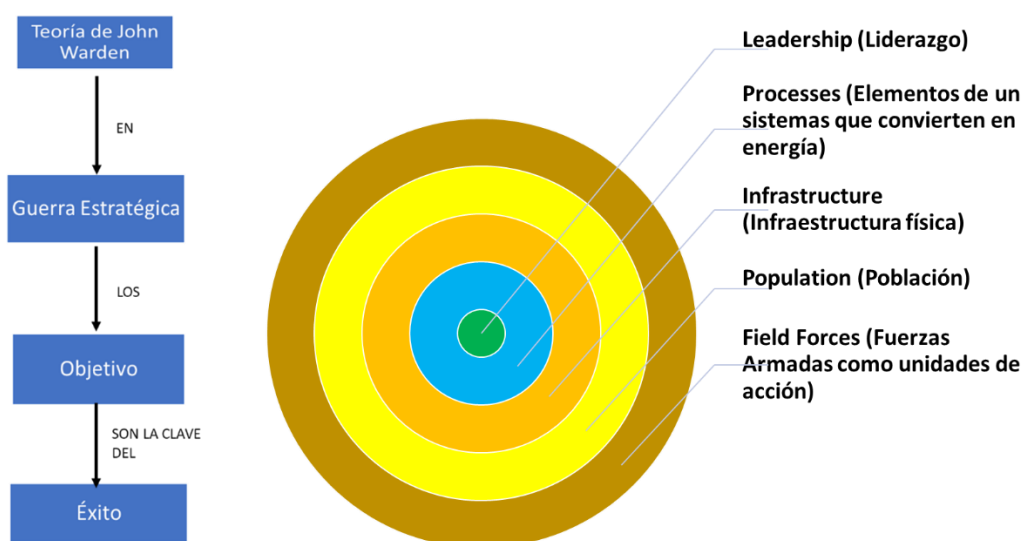 Teoría de John
Warden
EN
Guerra Estratégica
LOS
Objetivo
SON LA CLAVE
DEL
Éxito
Leadership (Liderazgo)
Processes (Elementos de un
sistemas que convierten en
energía)
Infrastructure
(Infraestructura física)
Population (Población)
Field Forces (Fuerzas
Armadas como unidades de
acción)